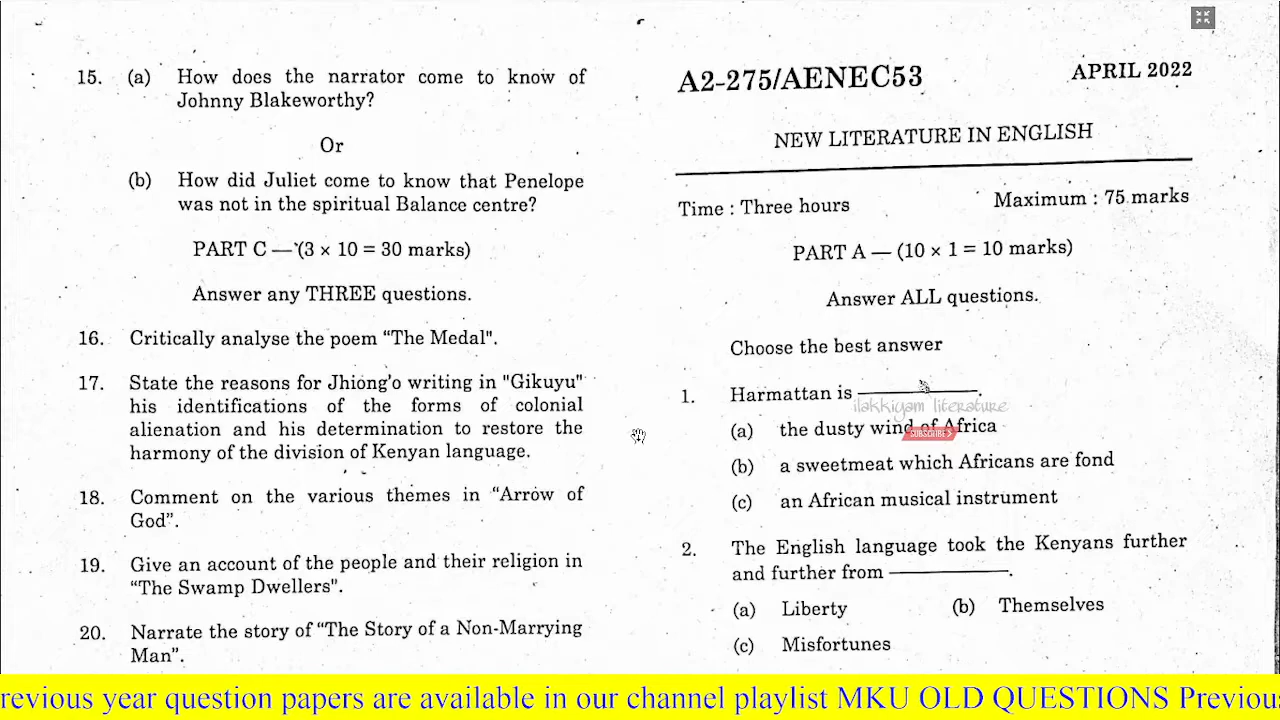 15. (a) How does the narrator come to know of
Johnny Blakeworthy?
Or
(b) How did Juliet come to know that Penelope
was not in the spiritual Balance centre?
PART C — (3 × 10 = 30 marks)
Answer any THREE questions.
16. Critically analyse the poem “The Medal".
17. State the reasons for Jhiong’o writing in "Gikuyu"
his identifications of the forms of colonial
alienation and his determination to restore the
harmony of the division of Kenyan language.
18. Comment on the various themes in “Arrow of
God”.
19. Give an account of the people and their religion in
“The Swamp Dwellers".
20. Narrate the story of “The Story of a Non-Marrying
Man”.
A2-275/AENEC53 APRIL 2022
NEW LITERATURE IN ENGLISH
Time : Three hours Maximum : 75 marks
PART A — (10 × 1 = 10 marks)
Answer ALL questions.
Choose the best answer
1. Harmattan is ————.
ilakkiyam literature
(a) the dusty wind of Africa
SUBSCRIBE >
(b) a sweetmeat which Africans are fond
(c) an African musical instrument
2. The English language took the Kenyans further
and further from ————.
(a) Liberty (b) Themselves
(c) Misfortunes
revious year question papers are available in our channel playlist MKU OLD QUESTIONS Previou